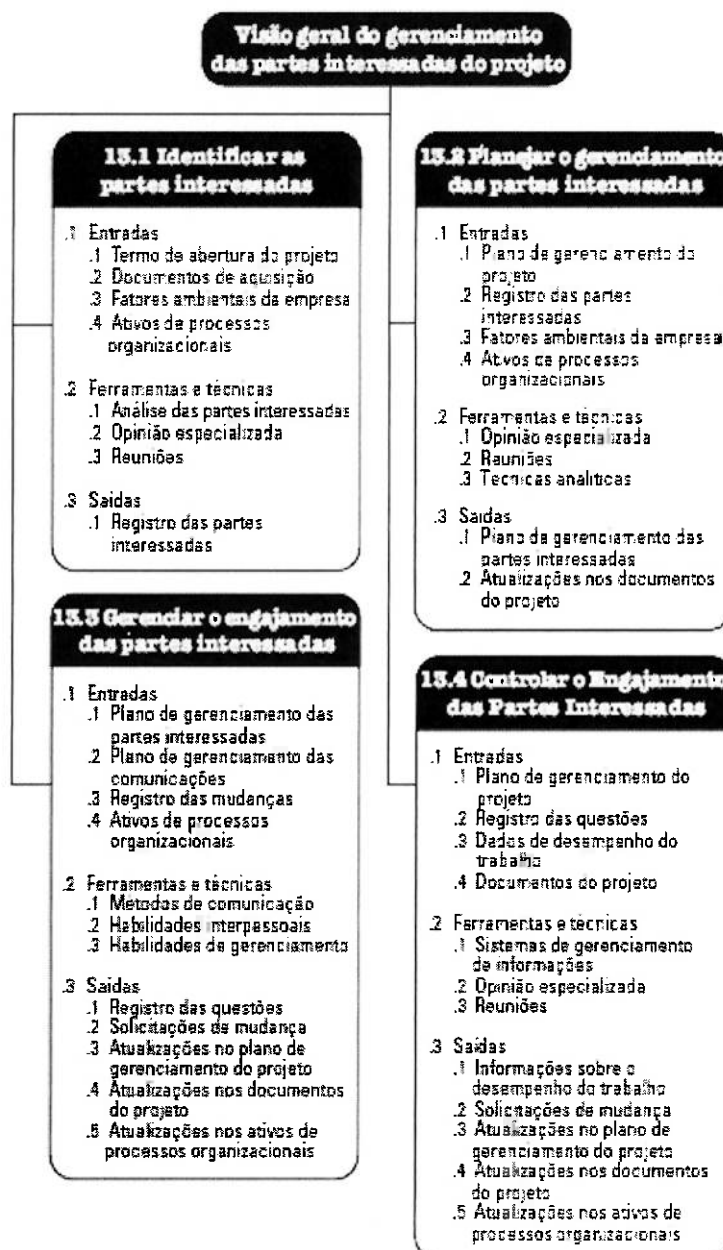 Visão geral do gerenciamento
das partes interessadas do projeto
13.1 Identificar as
partes interessadas
.1 Entradas
.1 Termo de abertura do projeto
.2 Documentos de aquisição
.3 Fatores ambientais da empresa
.4 Ativos de processos
organizacionais
.2 Ferramentas e técnicas
.1 Análise das partes interessadas
.2 Opinião especializada
.3 Reuniões
.3 Saídas
.1 Registro das partes
interessadas
13.2 Planejar o gerenciamento
das partes interessadas
.1 Entradas
.1 Plano de gerenciamento do
projeto
.2 Registro das partes
interessadas
.3 Fatores ambientais da empresa
.4 Ativos de processos
organizacionais
.2 Ferramentas e técnicas
.1 Opinião especializada
.2 Reuniões
.3 Técnicas analíticas
.3 Saídas
.1 Plano de gerenciamento das
partes interessadas
.2 Atualizações nos documentos
do projeto
13.3 Gerenciar o engajamento
das partes interessadas
.1 Entradas
.1 Plano de gerenciamento das
partes interessadas
.2 Plano de gerenciamento das
comunicações
.3 Registro das mudanças
.4 Ativos de processos
organizacionais
.2 Ferramentas e técnicas
.1 Métodos de comunicação
.2 Habilidades interpessoais
.3 Habilidades de gerenciamento
.3 Saídas
.1 Registro das questões
.2 Solicitações de mudança
.3 Atualizações no plano de
gerenciamento do projeto
.4 Atualizações nos documentos
do projeto
.5 Atualizações nos ativos de
processos organizacionais
13.4 Controlar o Engajamento
das Partes Interessadas
.1 Entradas
.1 Plano de gerenciamento do
projeto
.2 Registro das questões
.3 Dados de desempenho do
trabalho
.4 Documentos do projeto
.2 Ferramentas e técnicas
.1 Sistemas de gerenciamento
de informações
.2 Opinião especializada
.3 Reuniões
.3 Saídas
.1 Informações sobre o
desempenho do trabalho
.2 Solicitações de mudança
.3 Atualizações no plano de
gerenciamento do projeto
.4 Atualizações nos documentos
do projeto
.5 Atualizações nos ativos de
processos organizacionais